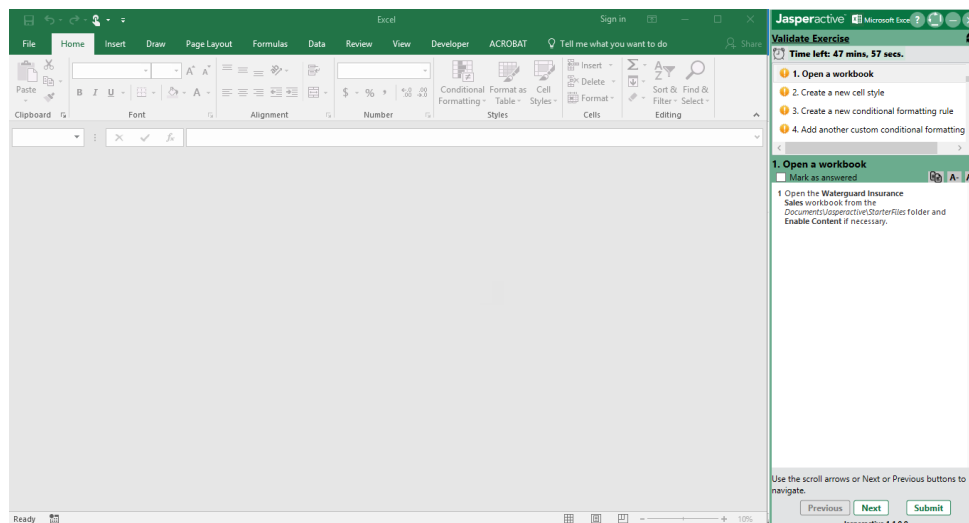 Excel
Sign in
File Home Insert Draw Page Layout Formulas Data Review View Developer ACROBAT Tell me what you want to do Share
Paste
B I U A A A
$ % ,
Conditional Formatting
Format as Table
Cell Styles
Insert
Delete
Format
Sort & Filter
Find & Select
Clipboard Font Alignment Number Styles Cells Editing
fx
Ready
10%
Jasperactive Microsoft Exce
Validate Exercise
Time left: 47 mins, 57 secs.
1. Open a workbook
2. Create a new cell style
3. Create a new conditional formatting rule
4. Add another custom conditional formatting
1. Open a workbook
Mark as answered
A-
1 Open the Waterguard Insurance
Sales workbook from the
Documents\Jasperactive\StarterFiles folder and
Enable Content if necessary.
Use the scroll arrows or Next or Previous buttons to
navigate.
Previous Next Submit